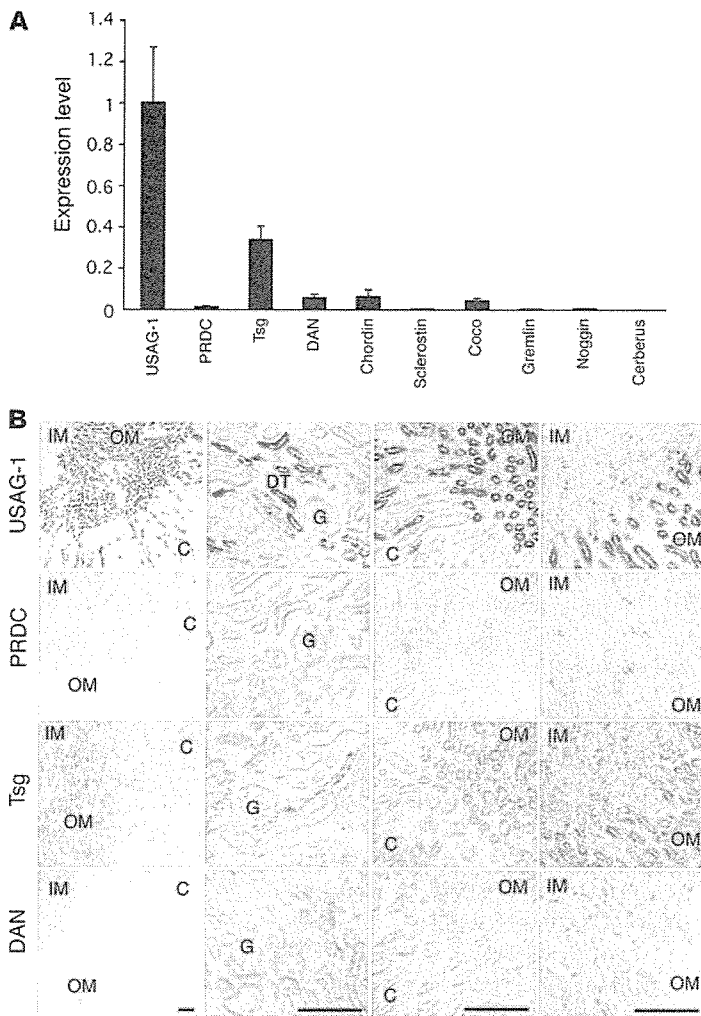 A
Expression level
1.4
1.2
1
0.8
0.6
0.4
0.2
0
USAG-1
PRDC
Tsg
DAN
Chordin
Sclerostin
Coco
Gremlin
Noggin
Cerberus
B
USAG-1
IM OM C
DT G
OM C
IM OM
PRDC
IM C OM
G
OM C
IM OM
Tsg
IM C OM
G
OM C
IM OM
DAN
IM C OM
G
OM C
IM OM